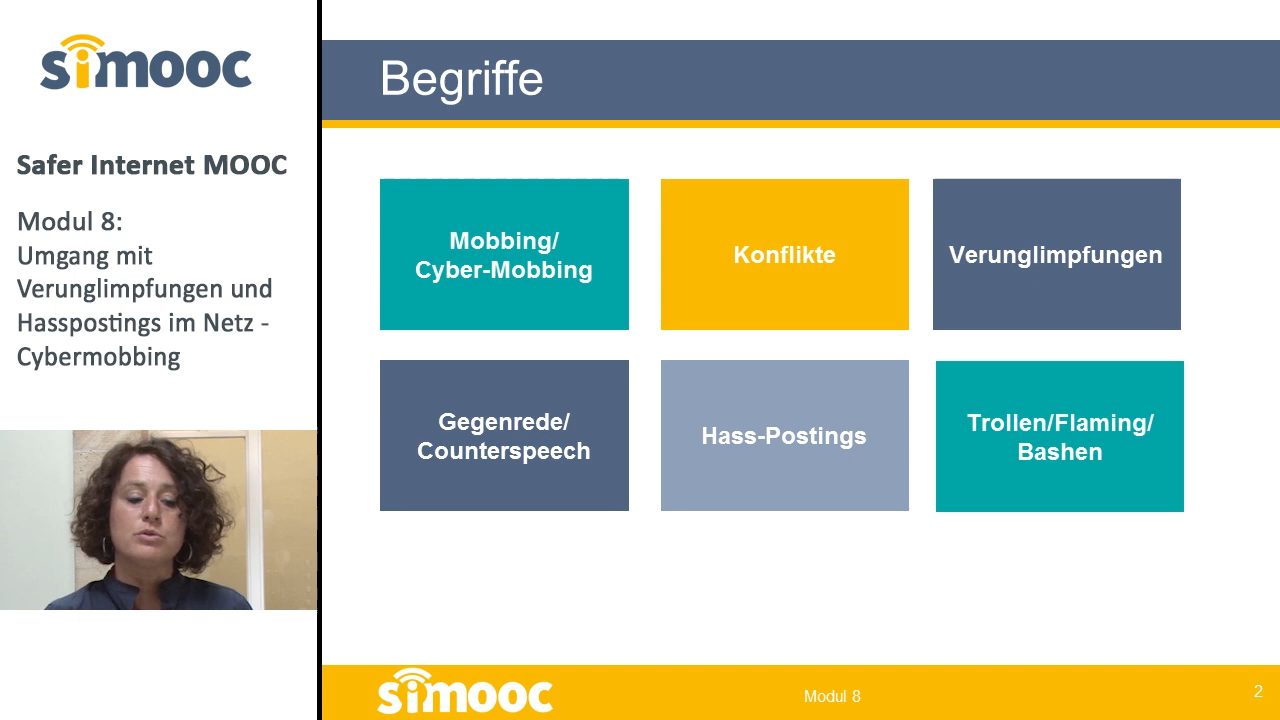 simooc
Safer Internet MOOC
Modul 8:
Umgang mit
Verunglimpfungen und
Hasspostings im Netz -
Cybermobbing
Begriffe
Mobbing/
Cyber-Mobbing
Konflikte
Verunglimpfungen
Gegenrede/
Counterspeech
Hass-Postings
Trollen/Flaming/
Bashen
simooc
Modul 8
2